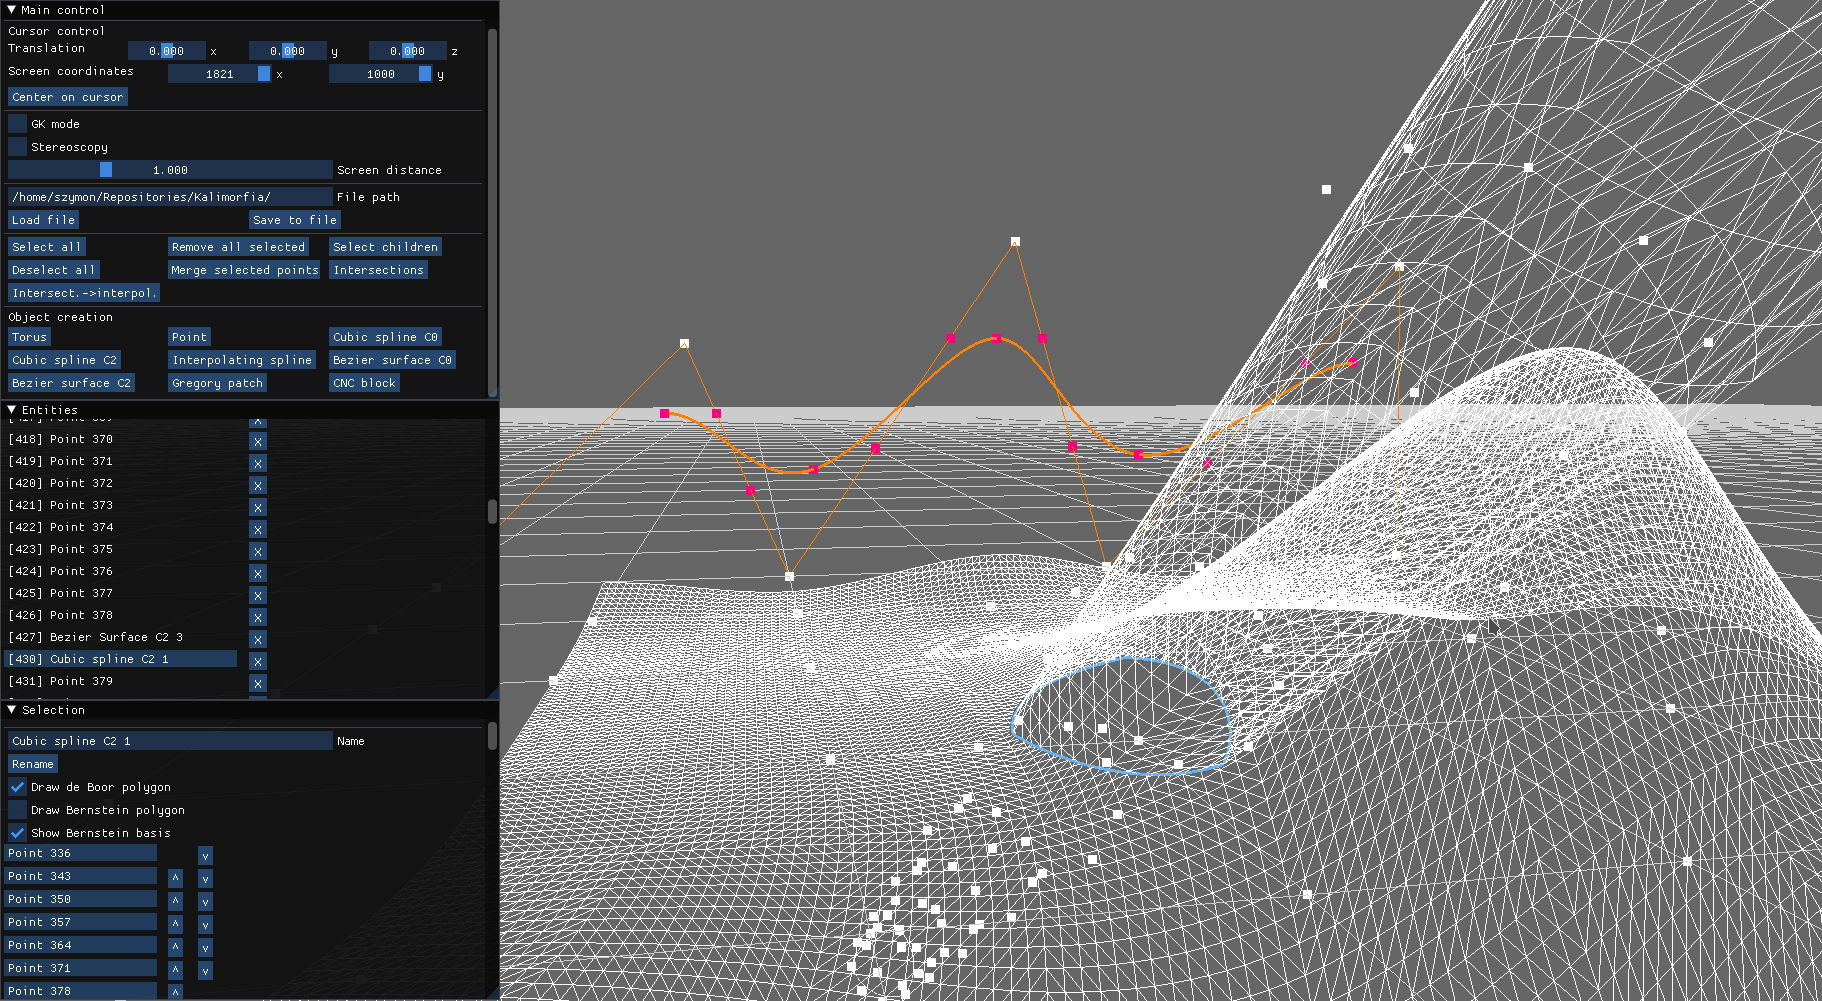 Main control
Cursor control
Translation 0.000 x 0.000 y 0.000 z
Screen coordinates 1821 x 1000 y
Center on cursor
GK mode
Stereoscopy
1.000 Screen distance
/home/szymon/Repositories/Kalimorfia/ File path
Load file Save to file
Select all Remove all selected Select children
Deselect all Merge selected points Intersections
Intersect.->interpol.
Object creation
Torus Point Cubic spline C0
Cubic spline C2 Interpolating spline Bezier surface C0
Bezier surface C2 Gregory patch CNC block
Entities
[418] Point 370 X
[419] Point 371 X
[420] Point 372 X
[421] Point 373 X
[422] Point 374 X
[423] Point 375 X
[424] Point 376 X
[425] Point 377 X
[426] Point 378 X
[427] Bezier Surface C2 3 X
[430] Cubic spline C2 1 X
[431] Point 379 X
Selection
Cubic spline C2 1 Name
Rename
Draw de Boor polygon
Draw Bernstein polygon
Show Bernstein basis
Point 336 v
Point 343 ^ v
Point 350 ^ v
Point 357 ^ v
Point 364 ^ v
Point 371 ^ v
Point 378 ^